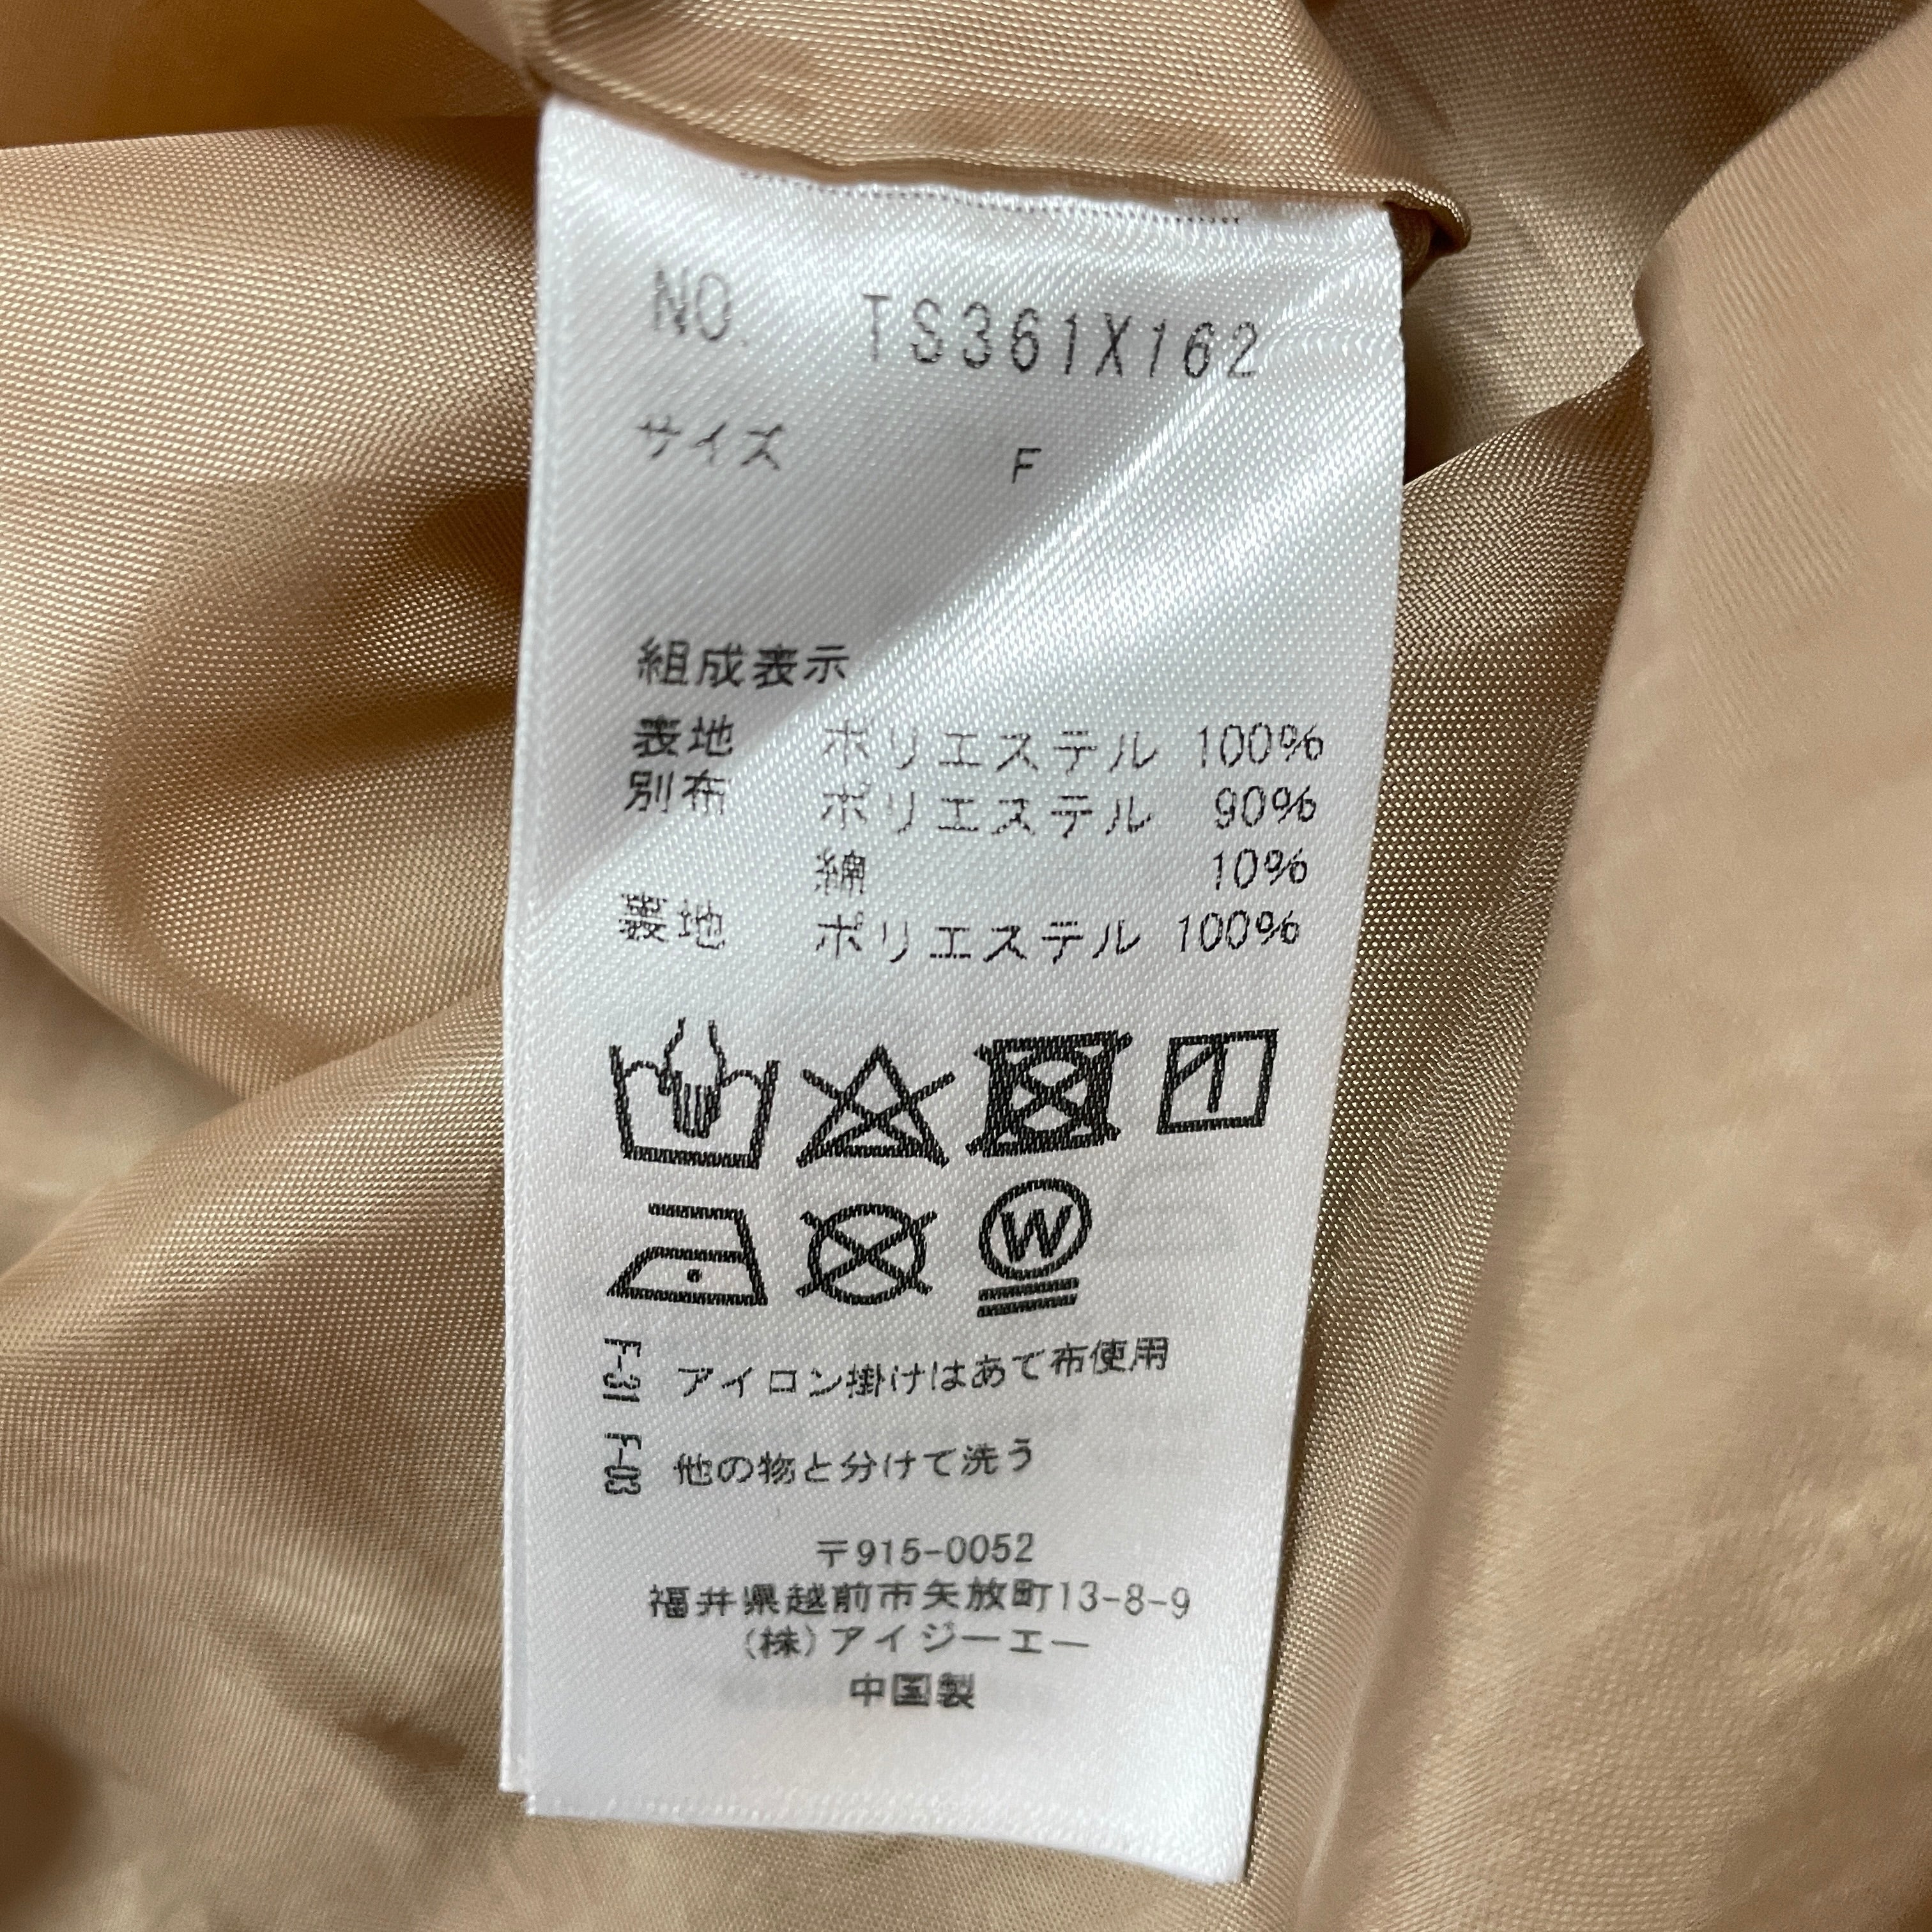 NO. TS361X162
サイズ F
組成表示
表地 ポリエステル 100%
別布 ポリエステル 90%
綿 10%
裏地 ポリエステル 100%
W
F-31 アイロン掛けはあて布使用
F-03 他の物と分けて洗う
〒915-0052
福井県越前市矢放町13-8-9
(株)アイジーエー
中国製